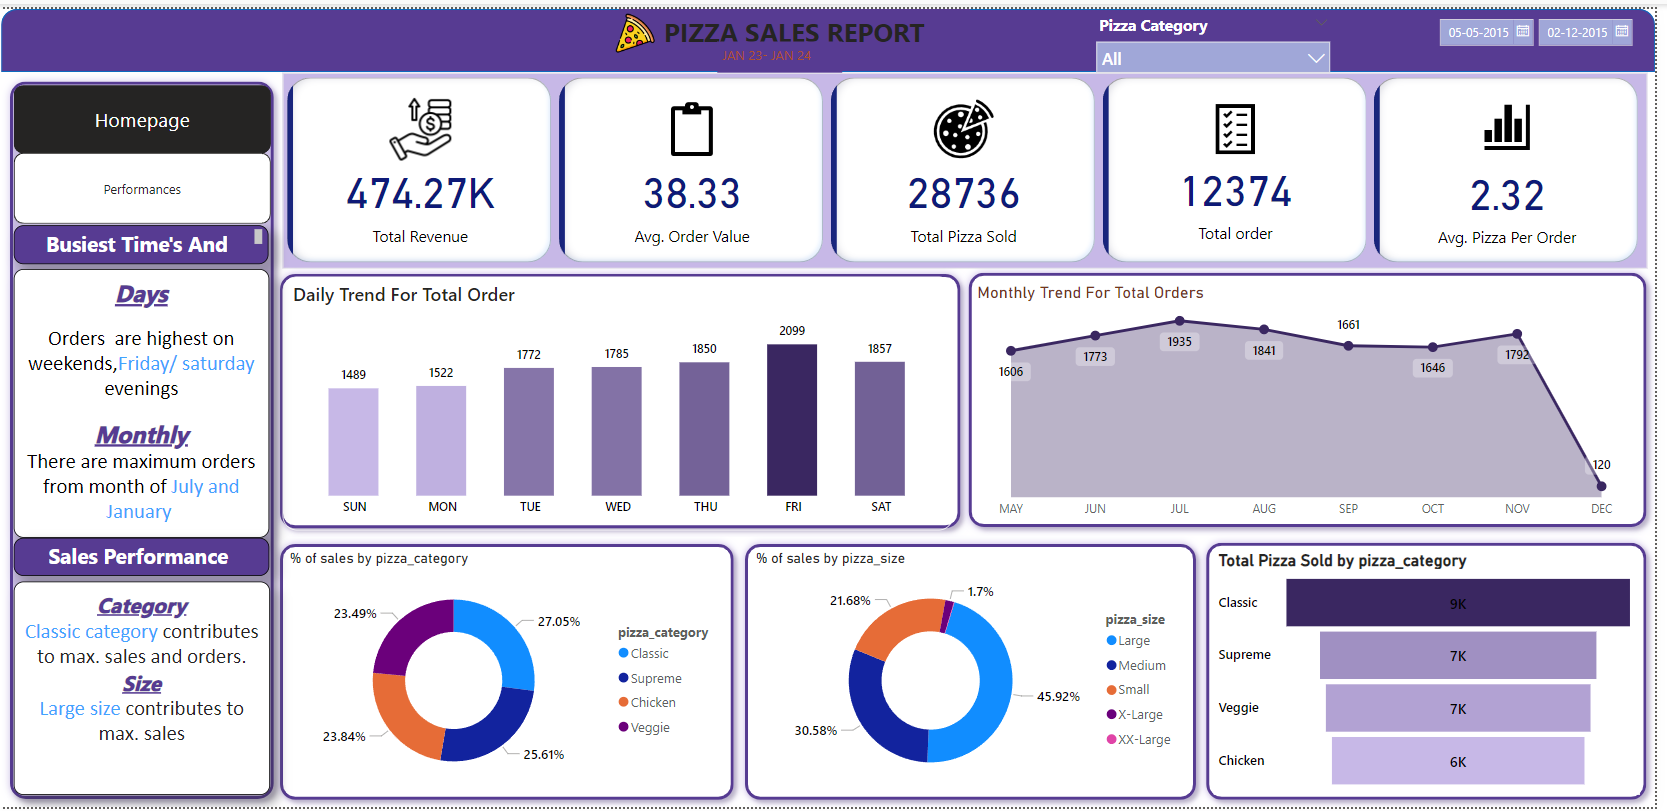 PIZZA SALES REPORT
JAN 23- JAN 24
Pizza Category
All
05-05-2015
02-12-2015
Homepage
Performances
Busiest Time's And
Days
Orders  are highest on
weekends,Friday/ saturday
evenings
Monthly
There are maximum orders
from month of July and
January
Sales Performance
Category
Classic category contributes
to max. sales and orders.
Size
Large size contributes to
max. sales
474.27K
Total Revenue
38.33
Avg. Order Value
28736
Total Pizza Sold
12374
Total order
2.32
Avg. Pizza Per Order
Daily Trend For Total Order
1489
1522
1772
1785
1850
2099
1857
SUN
MON
TUE
WED
THU
FRI
SAT
Monthly Trend For Total Orders
1606
1773
1935
1841
1661
1646
1792
120
MAY
JUN
JUL
AUG
SEP
OCT
NOV
DEC
% of sales by pizza_category
23.49%
27.05%
23.84%
25.61%
pizza_category
Classic
Supreme
Chicken
Veggie
% of sales by pizza_size
21.68%
1.7%
45.92%
30.58%
pizza_size
Large
Medium
Small
X-Large
XX-Large
Total Pizza Sold by pizza_category
Classic
9K
Supreme
7K
Veggie
7K
Chicken
6K